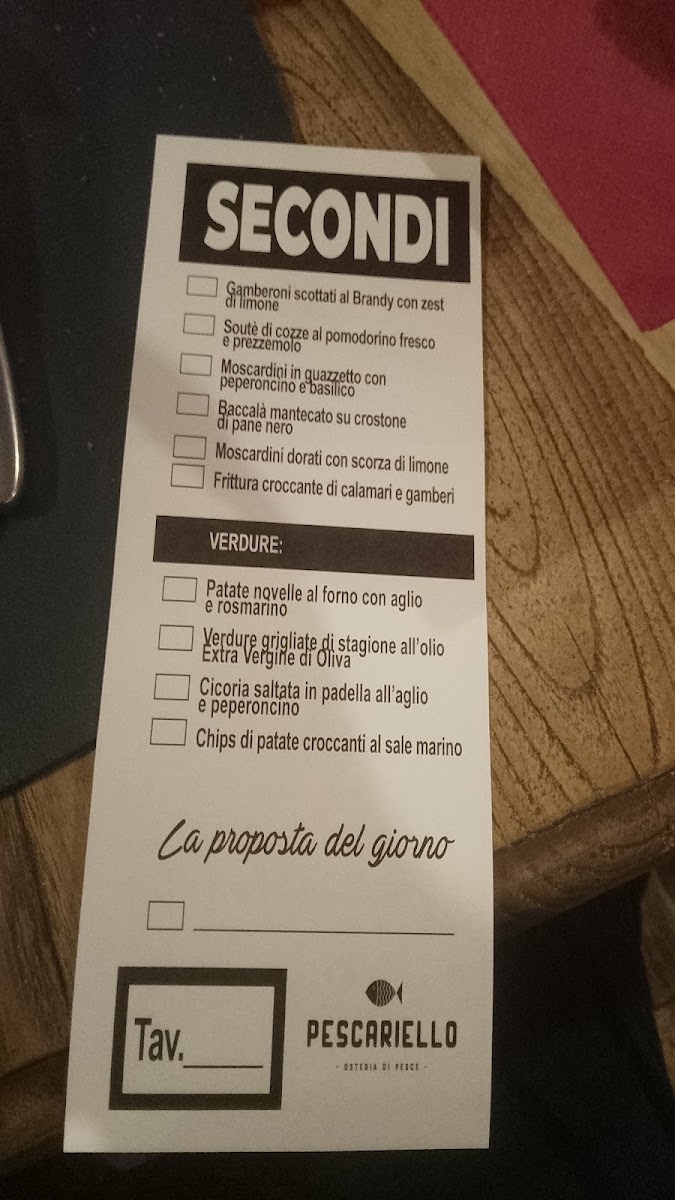 SECONDI
Gamberoni scottati al Brandy con zest
di limone
Soutè di cozze al pomodorino fresco
e prezzemolo
Moscardini in quazzetto con
peperoncino e basilico
Baccalà mantecato su crostone
di pane nero
Moscardini dorati con scorza di limone
Frittura croccante di calamari e gamberi
VERDURE:
Patate novelle al forno con aglio
e rosmarino
Verdure grigliate di stagione all'olio
Extra Vergine di Oliva
Cicoria saltata in padella all'aglio
e peperoncino
Chips di patate croccanti al sale marino
La proposta del giorno
Tav.
PESCARIELLO
- OSTERIA DI PESCE -